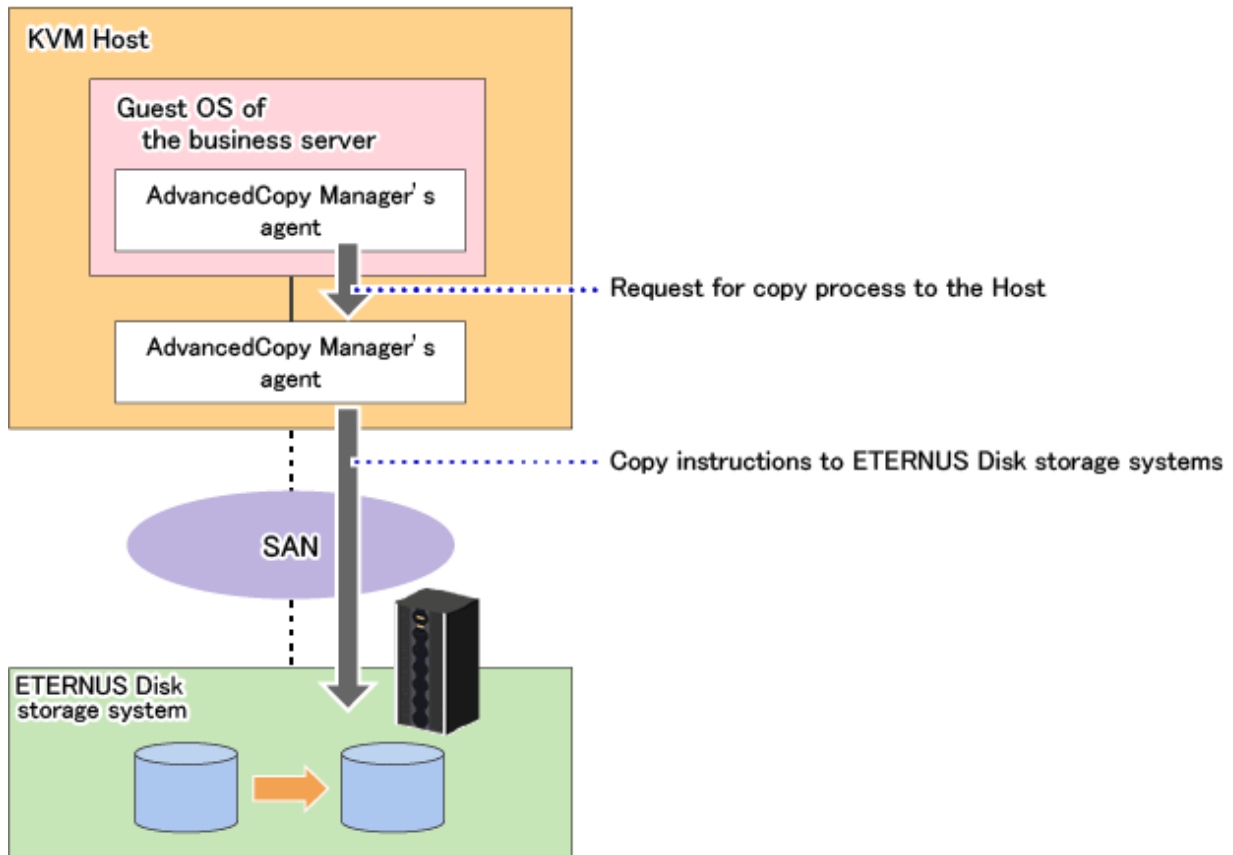 KVM Host
Guest OS of
the business server
AdvancedCopy Manager's
agent
Request for copy process to the Host
AdvancedCopy Manager's
agent
Copy instructions to ETERNUS Disk storage systems
SAN
ETERNUS Disk
storage system